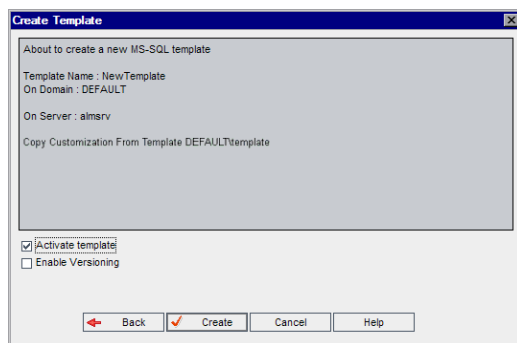 Create Template
About to create a new MS-SQL template
Template Name : NewTemplate
On Domain : DEFAULT
On Server : almsrv
Copy Customization From Template DEFAULT\template
Activate template
Enable Versioning
Back Create Cancel Help